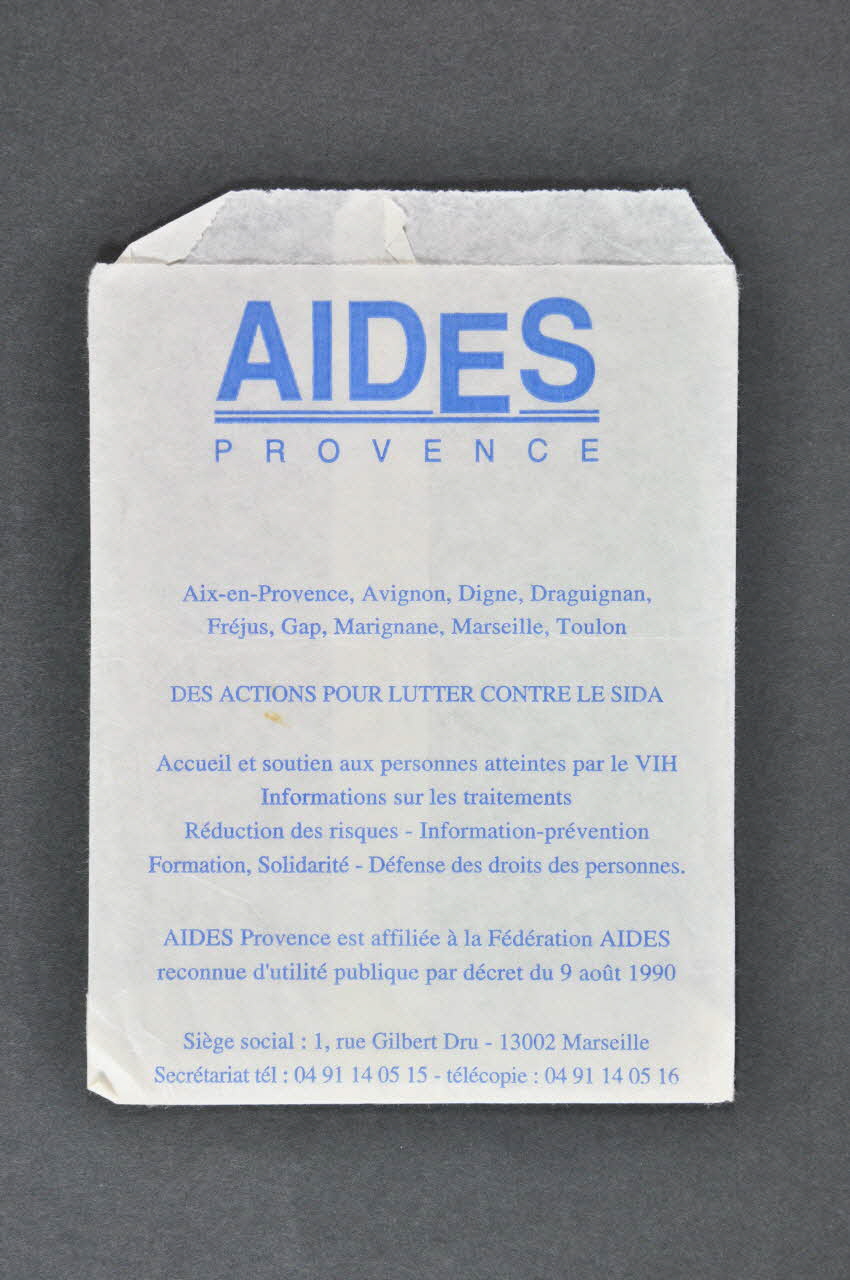 AIDES
PROVENCE
Aix-en-Provence, Avignon, Digne, Draguignan,
Fréjus, Gap, Marignane, Marseille, Toulon
DES ACTIONS POUR LUTTER CONTRE LE SIDA
Accueil et soutien aux personnes atteintes par le VIH
Informations sur les traitements
Réduction des risques - Information-prévention
Formation, Solidarité - Défense des droits des personnes.
AIDES Provence est affiliée à la Fédération AIDES
reconnue d'utilité publique par décret du 9 août 1990
Siège social : 1, rue Gilbert Dru - 13002 Marseille
Secrétariat tél : 04 91 14 05 15 - télécopie : 04 91 14 05 16